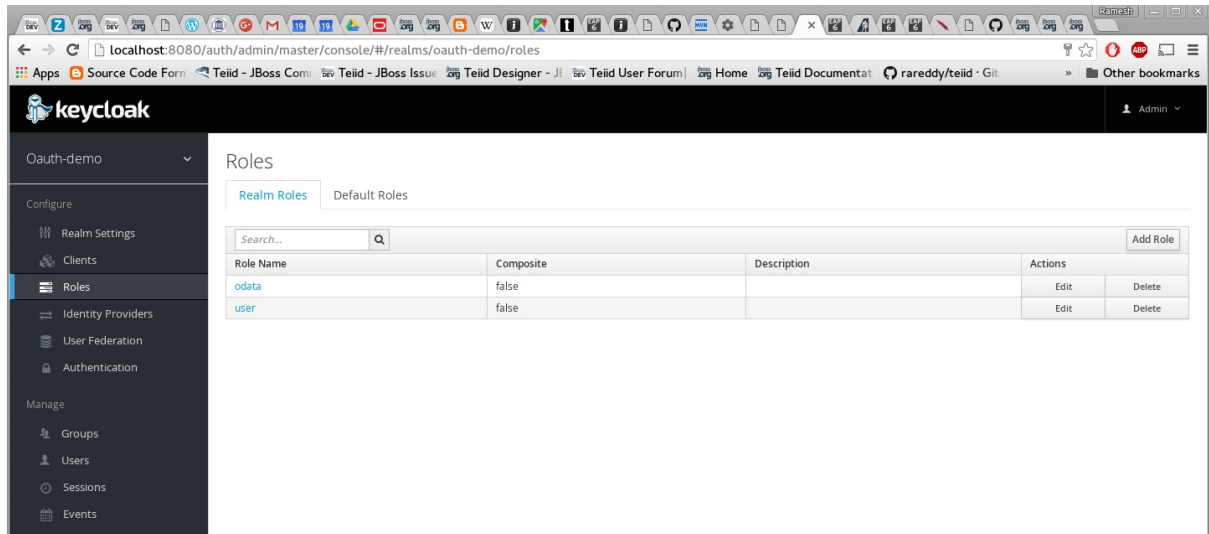 Ramesh
localhost:8080/auth/admin/master/console/#/realms/oauth-demo/roles
Apps Source Code Form Teiid - JBoss Com Teiid - JBoss Issue Teiid Designer - JI Teiid User Forum| Home Teiid Documentat rareddy/teiid · Git » Other bookmarks
keycloak
Admin
Oauth-demo
Configure
Realm Settings
Clients
Roles
Identity Providers
User Federation
Authentication
Manage
Groups
Users
Sessions
Events
Roles
Realm Roles Default Roles
Search... Add Role
Role Name Composite Description Actions
odata false Edit Delete
user false Edit Delete